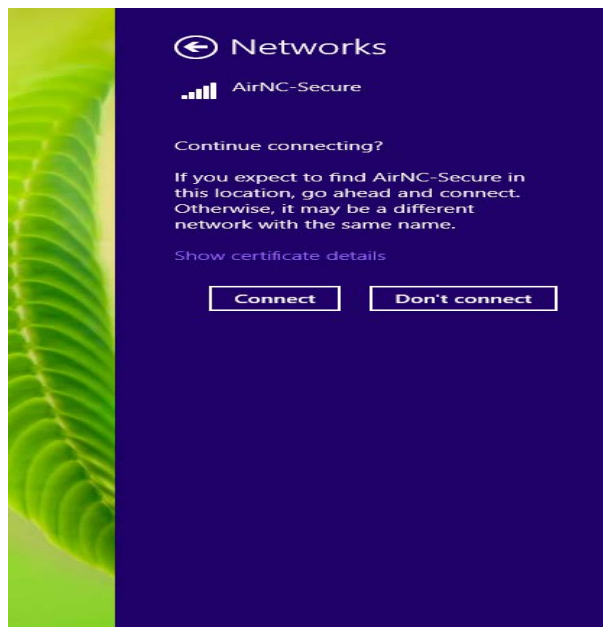 Networks
AirNC-Secure
Continue connecting?
If you expect to find AirNC-Secure in
this location, go ahead and connect.
Otherwise, it may be a different
network with the same name.
Show certificate details
Connect Don't connect